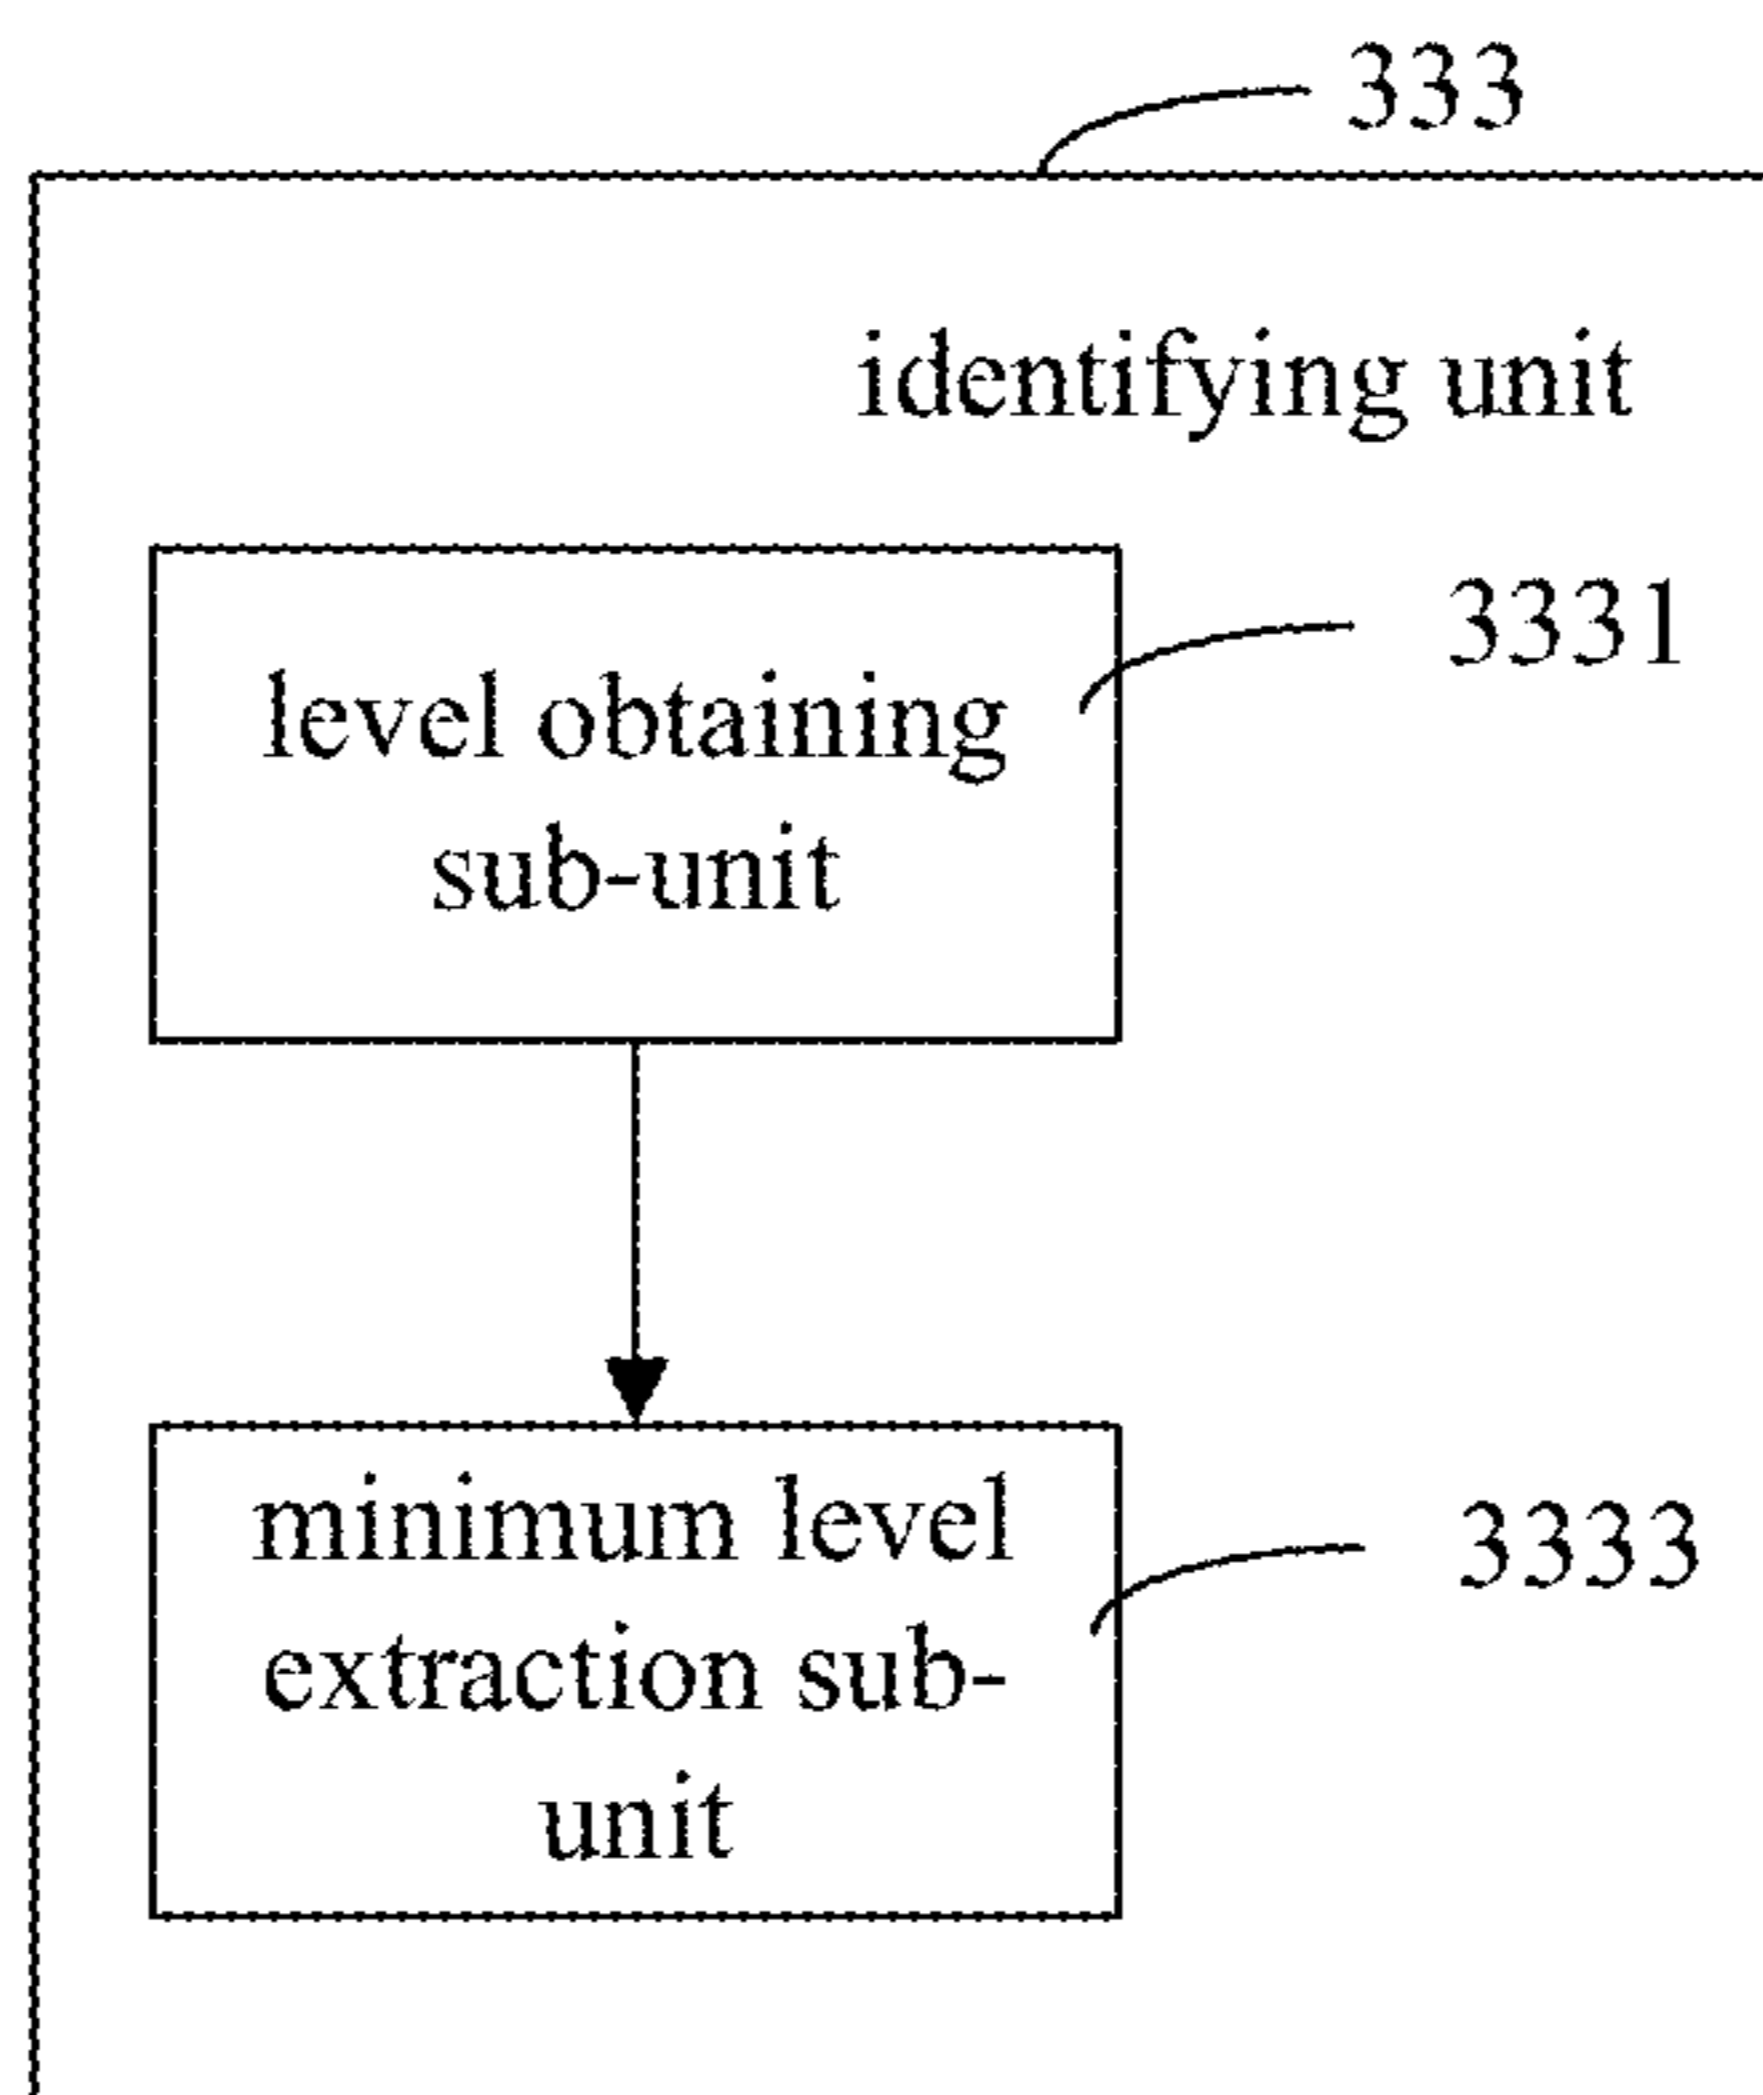 333
identifying unit
3331
level obtaining
sub-unit
minimum level
3333
extraction sub-
unit